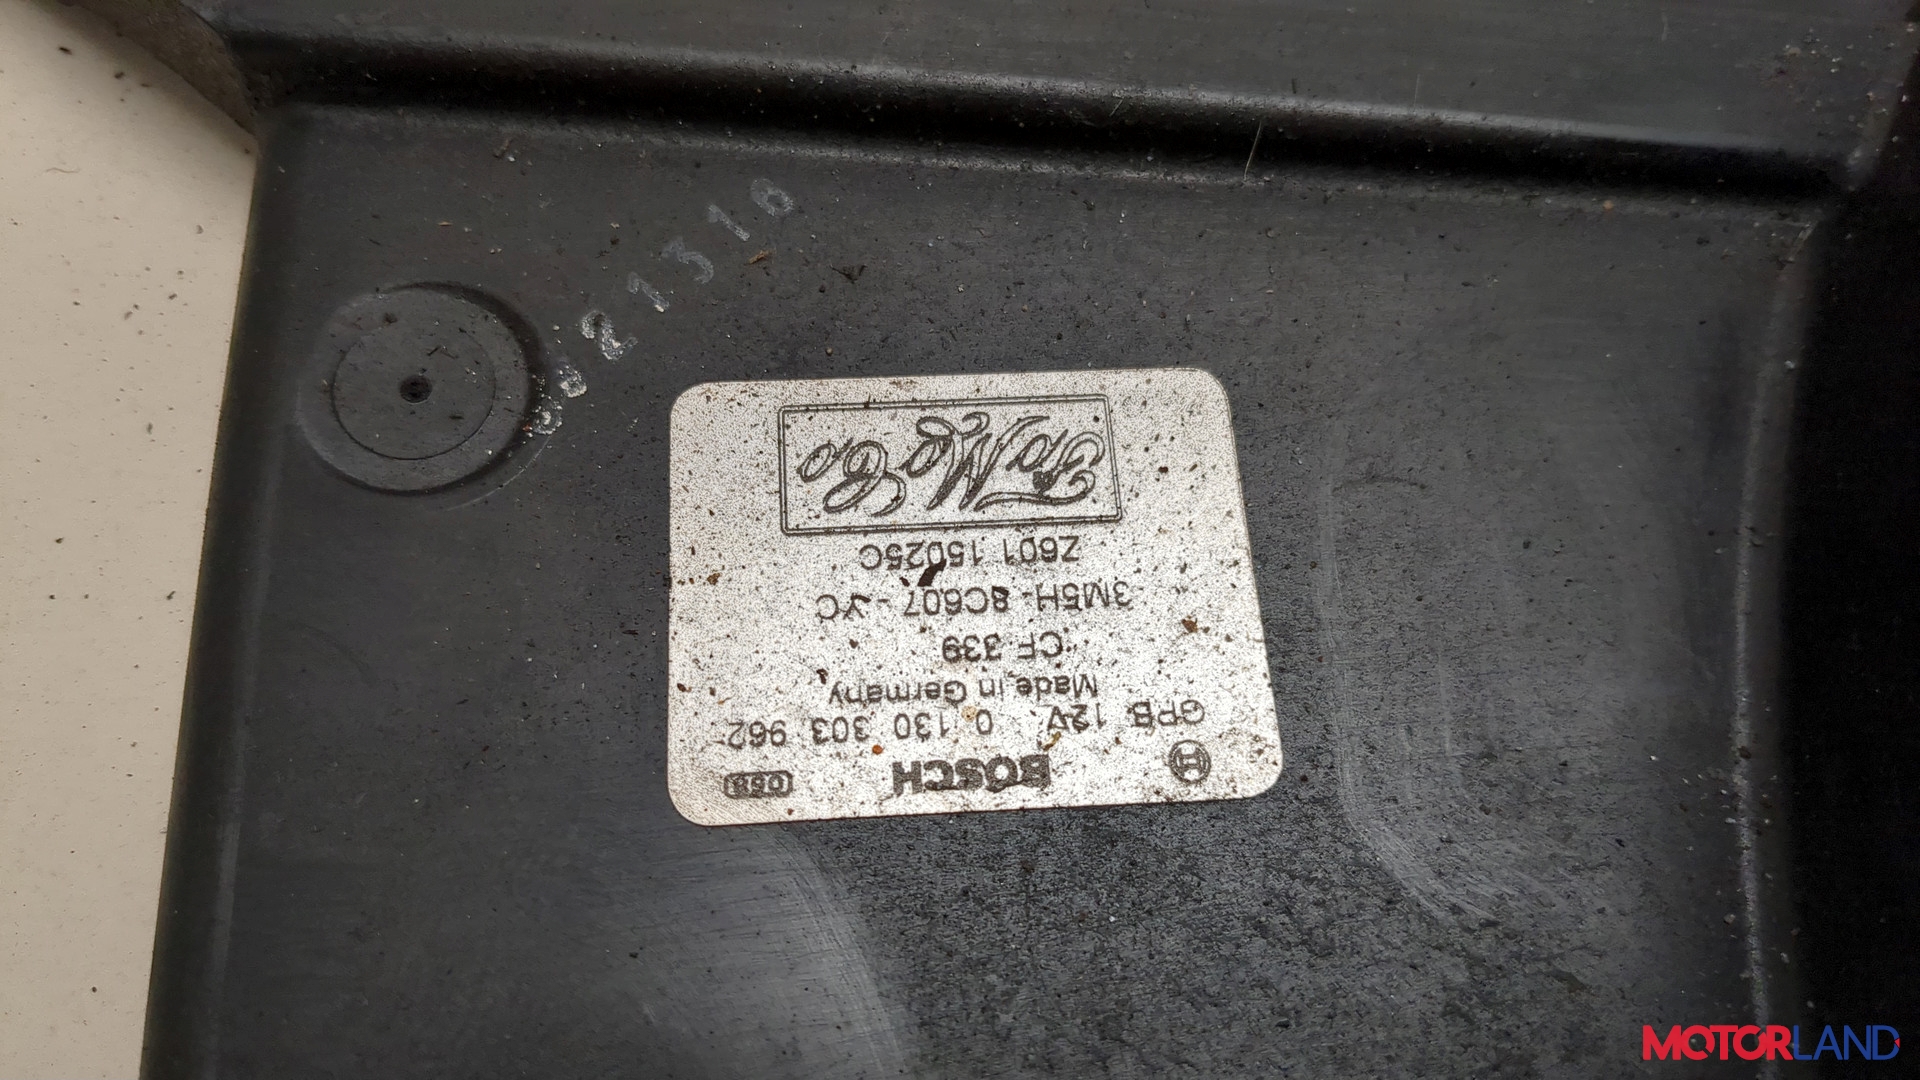 BOSCH
GPB 12V 0 130 303 962
Made in Germany
CF 339
3M5H-8C607-YC
Z601 15025C
FoMoCo
MOTORLAND